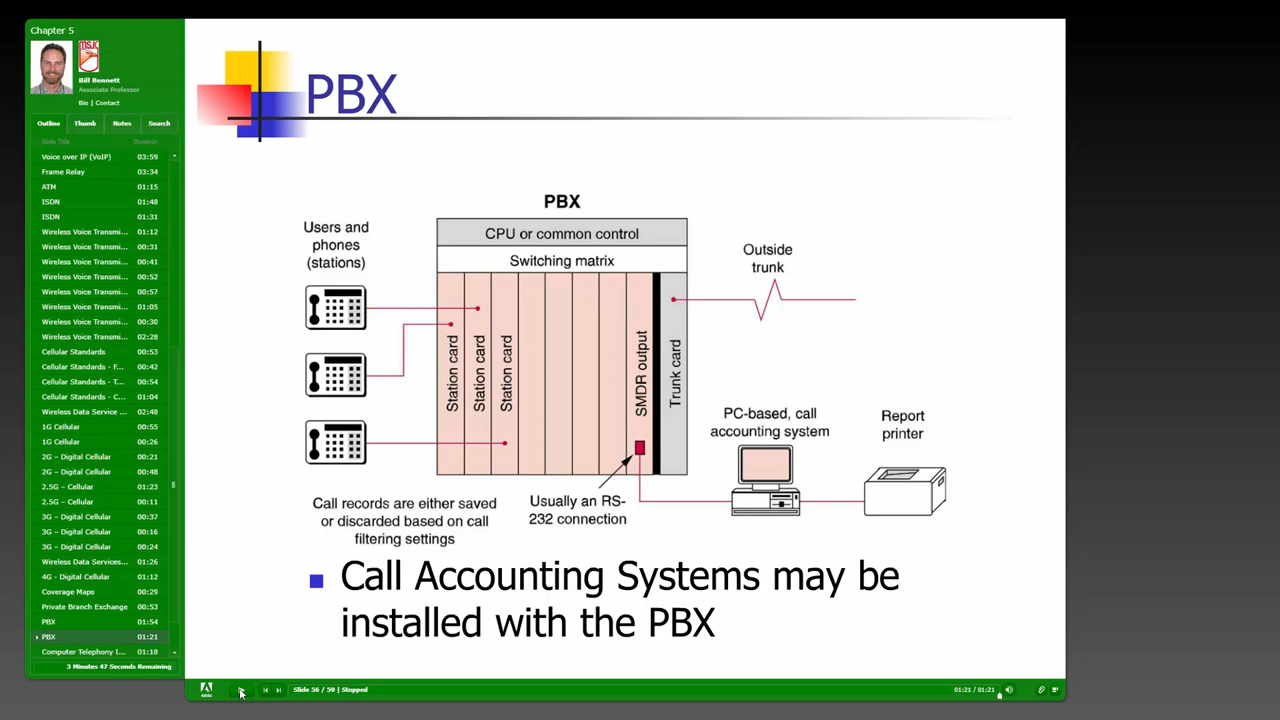 Chapter 5
Bill Bennett
Associate Professor
Bio | Contact
Outline Thumb Notes Search
Slide Title Duration
Voice over IP (VoIP) 03:59
Frame Relay 03:34
ATM 01:15
ISDN 01:48
ISDN 01:31
Wireless Voice Transmi... 01:12
Wireless Voice Transmi... 00:31
Wireless Voice Transmi... 00:41
Wireless Voice Transmi... 00:52
Wireless Voice Transmi... 00:57
Wireless Voice Transmi... 01:05
Wireless Voice Transmi... 00:30
Wireless Voice Transmi... 02:28
Cellular Standards 00:53
Cellular Standards - F... 00:42
Cellular Standards - T... 00:54
Cellular Standards - C... 01:04
Wireless Data Service ... 02:48
1G Cellular 00:55
1G Cellular 00:26
2G - Digital Cellular 01:21
2G - Digital Cellular 00:48
2.5G - Cellular 01:23
2.5G - Cellular 00:11
3G – Digital Cellular 00:37
3G – Digital Cellular 00:16
3G – Digital Cellular 00:24
Wireless Data Services... 01:26
4G - Digital Cellular 01:12
Coverage Maps 00:29
Private Branch Exchange 00:53
PBX 01:54
PBX 01:21
Computer Telephony I... 01:18
3 Minutes 47 Seconds Remaining
PBX
PBX
CPU or common control
Switching matrix
Users and
phones
(stations)
Station card
Station card
Station card
SMDR output
Trunk card
Outside
trunk
PC-based, call
accounting system
Report
printer
Call records are either saved
or discarded based on call
filtering settings
Usually an RS-
232 connection
Call Accounting Systems may be
installed with the PBX
Slide 56 / 59 | Stopped
01:21 / 01:21